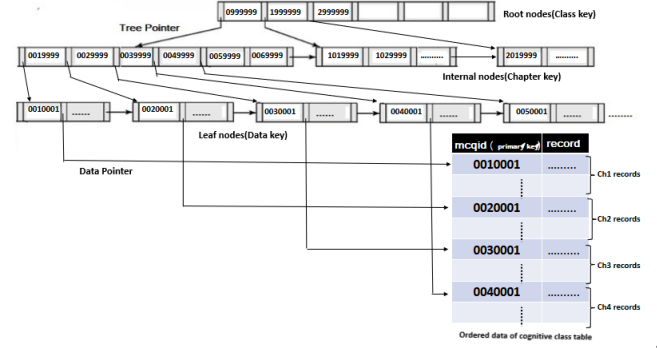 0999999 1999999 2999999 Root nodes(Class key)
Tree Pointer
0019999 0029999 0039999 0049999 0059999 0069999 1019999 1029999 .......... 2019999 ..........
Internal nodes(Chapter key)
0010001 ...... 0020001 ...... 0030001 ...... 0040001 ...... 0050001 ...... ........
Leaf nodes(Data key)
mcqid ( primary key) record
Data Pointer
0010001 .........
Ch1 records
0020001 .........
Ch2 records
0030001 ..........
Ch3 records
0040001 ..........
Ch4 records
Ordered data of cognitive class table